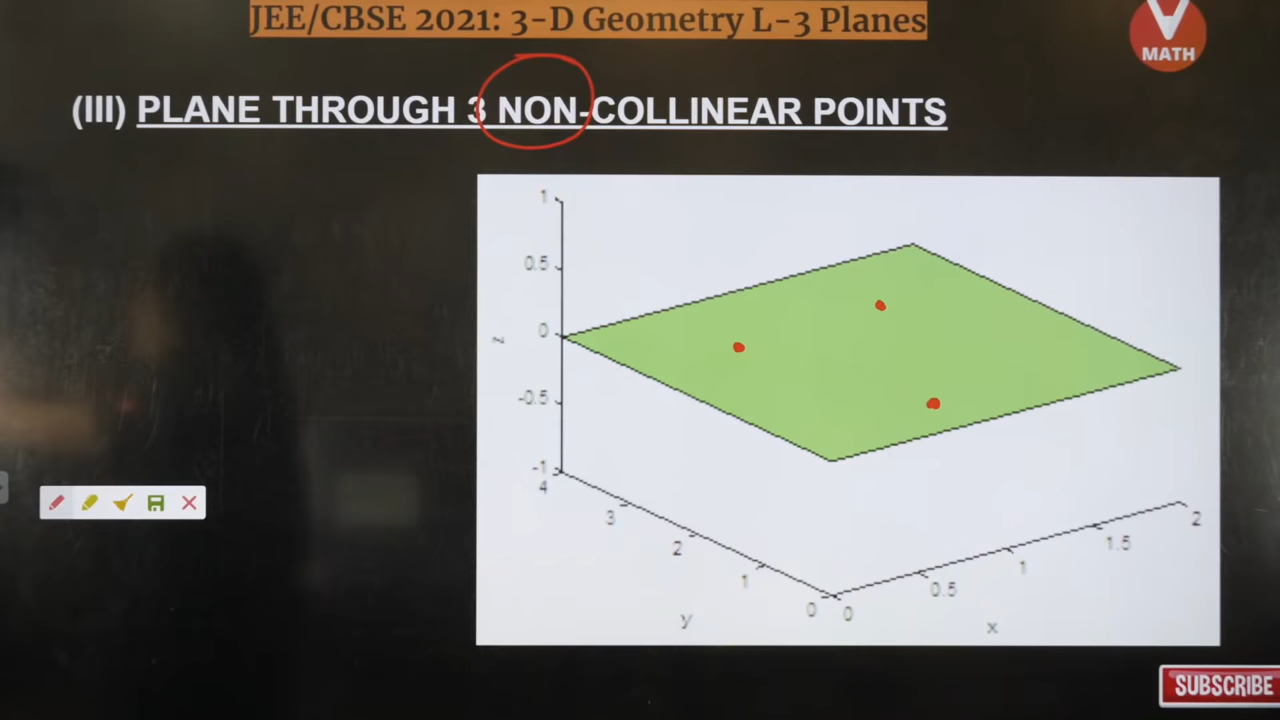 JEE/CBSE 2021: 3-D Geometry L-3 Planes
V
MATH
(III) PLANE THROUGH 3 NON-COLLINEAR POINTS
1
0.5
0
-0.5
-1
z
4
3
2
1
0
y
0
0.5
1
1.5
2
x
SUBSCRIBE